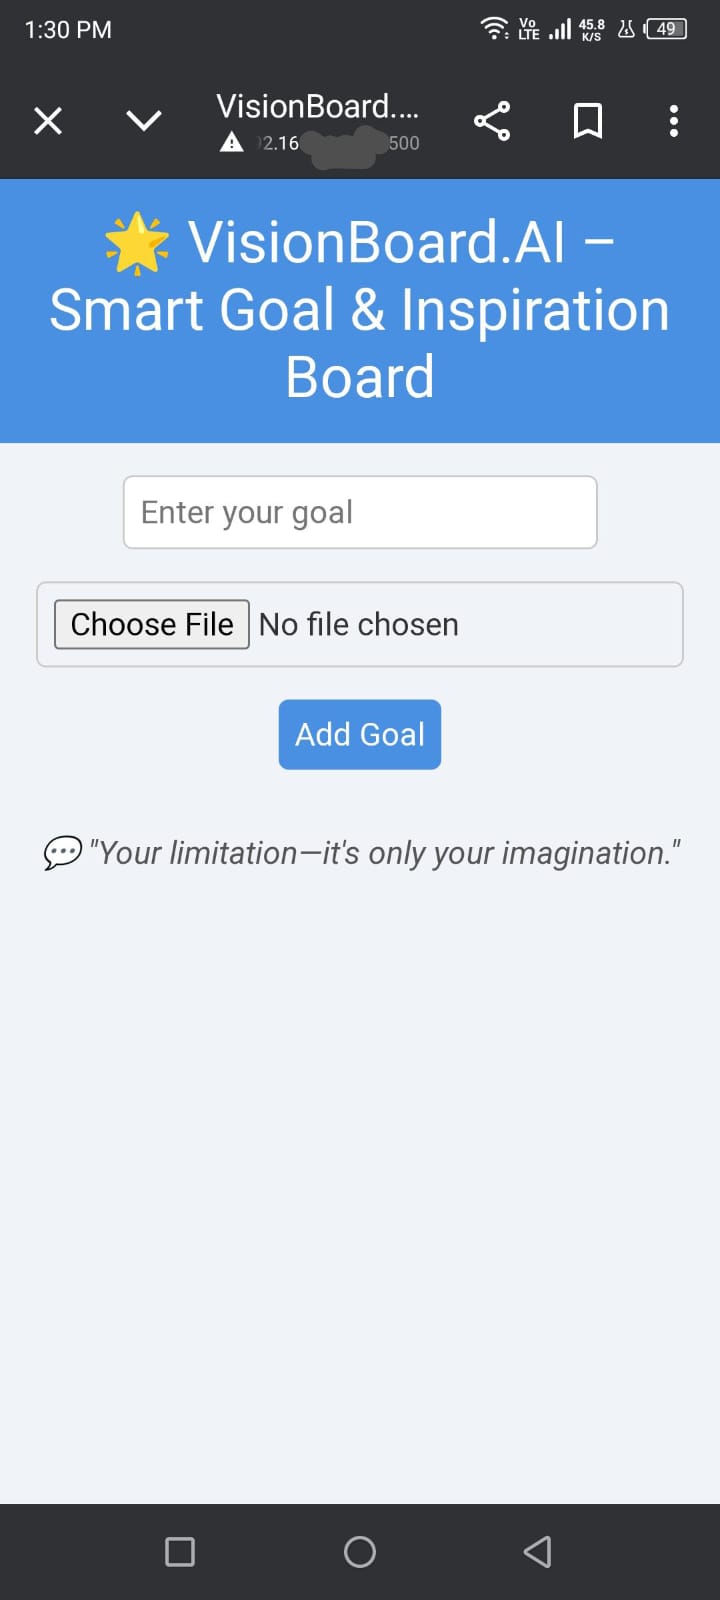 1:30 PM
Vo
LTE
45.8
K/S
49
VisionBoard....
2.16
500
🌟 VisionBoard.AI –
Smart Goal & Inspiration
Board
Enter your goal
Choose File No file chosen
Add Goal
💬 "Your limitation—it's only your imagination."